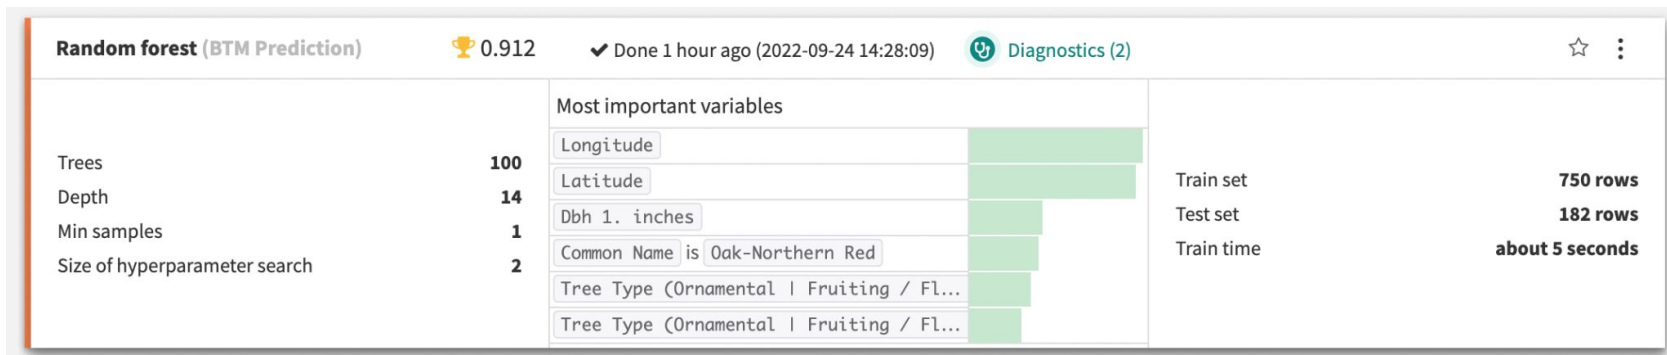 Random forest (BTM Prediction) 0.912 Done 1 hour ago (2022-09-24 14:28:09) Diagnostics (2)
Trees 100
Depth 14
Min samples 1
Size of hyperparameter search 2
Most important variables
Longitude
Latitude
Dbh 1. inches
Common Name is Oak-Northern Red
Tree Type (Ornamental | Fruiting / Fl...
Tree Type (Ornamental | Fruiting / Fl...
Train set 750 rows
Test set 182 rows
Train time about 5 seconds